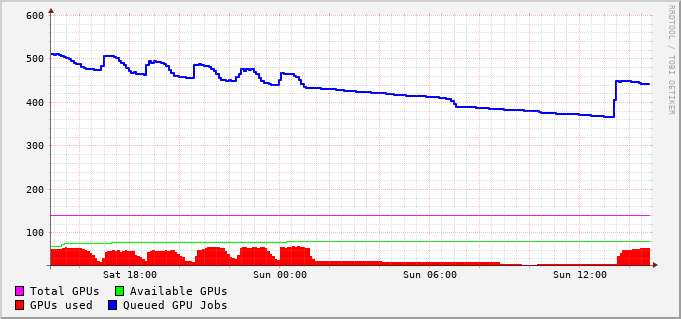 600
500
400
300
200
100
Sat 18:00 Sun 00:00 Sun 06:00 Sun 12:00
Total GPUs Available GPUs
GPUs used Queued GPU Jobs
RRDTOOL / TOBI OETIKER